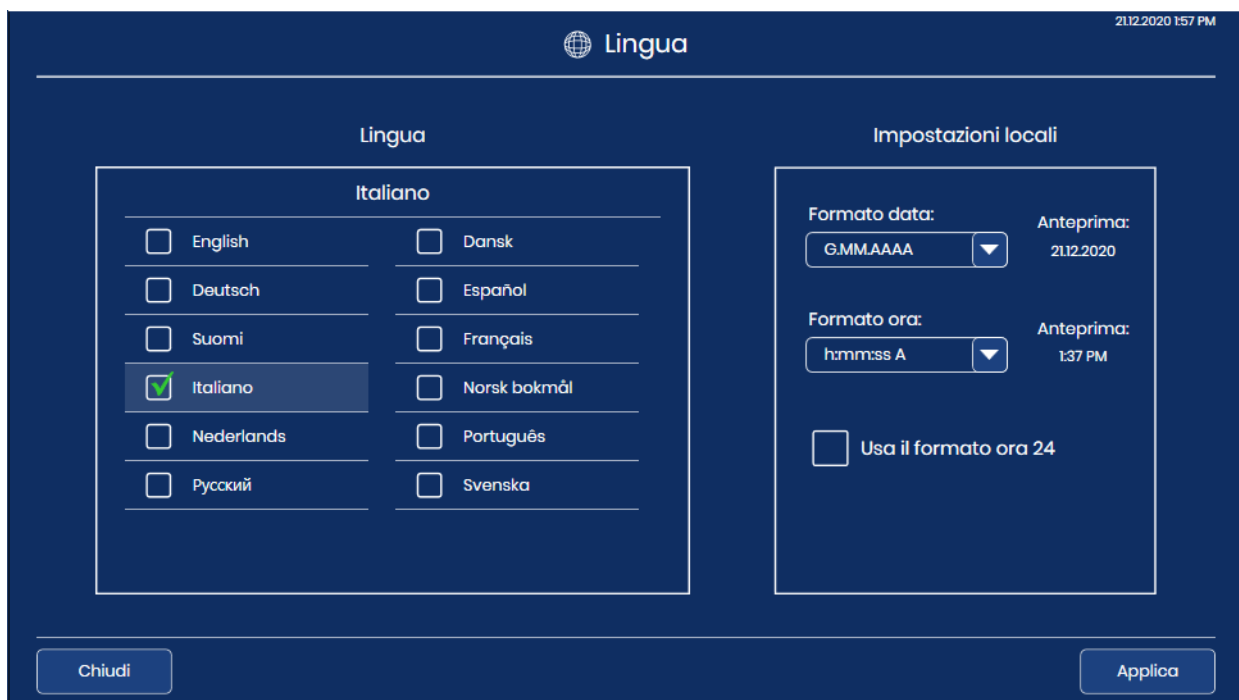 21.12.2020 1:57 PM
Lingua
Lingua
Italiano
English
Dansk
Deutsch
Español
Suomi
Français
Italiano
Norsk bokmål
Nederlands
Português
Русский
Svenska
Impostazioni locali
Formato data:
Anteprima:
G.MM.AAAA
21.12.2020
Formato ora:
Anteprima:
h:mm:ss A
1:37 PM
Usa il formato ora 24
Chiudi
Applica